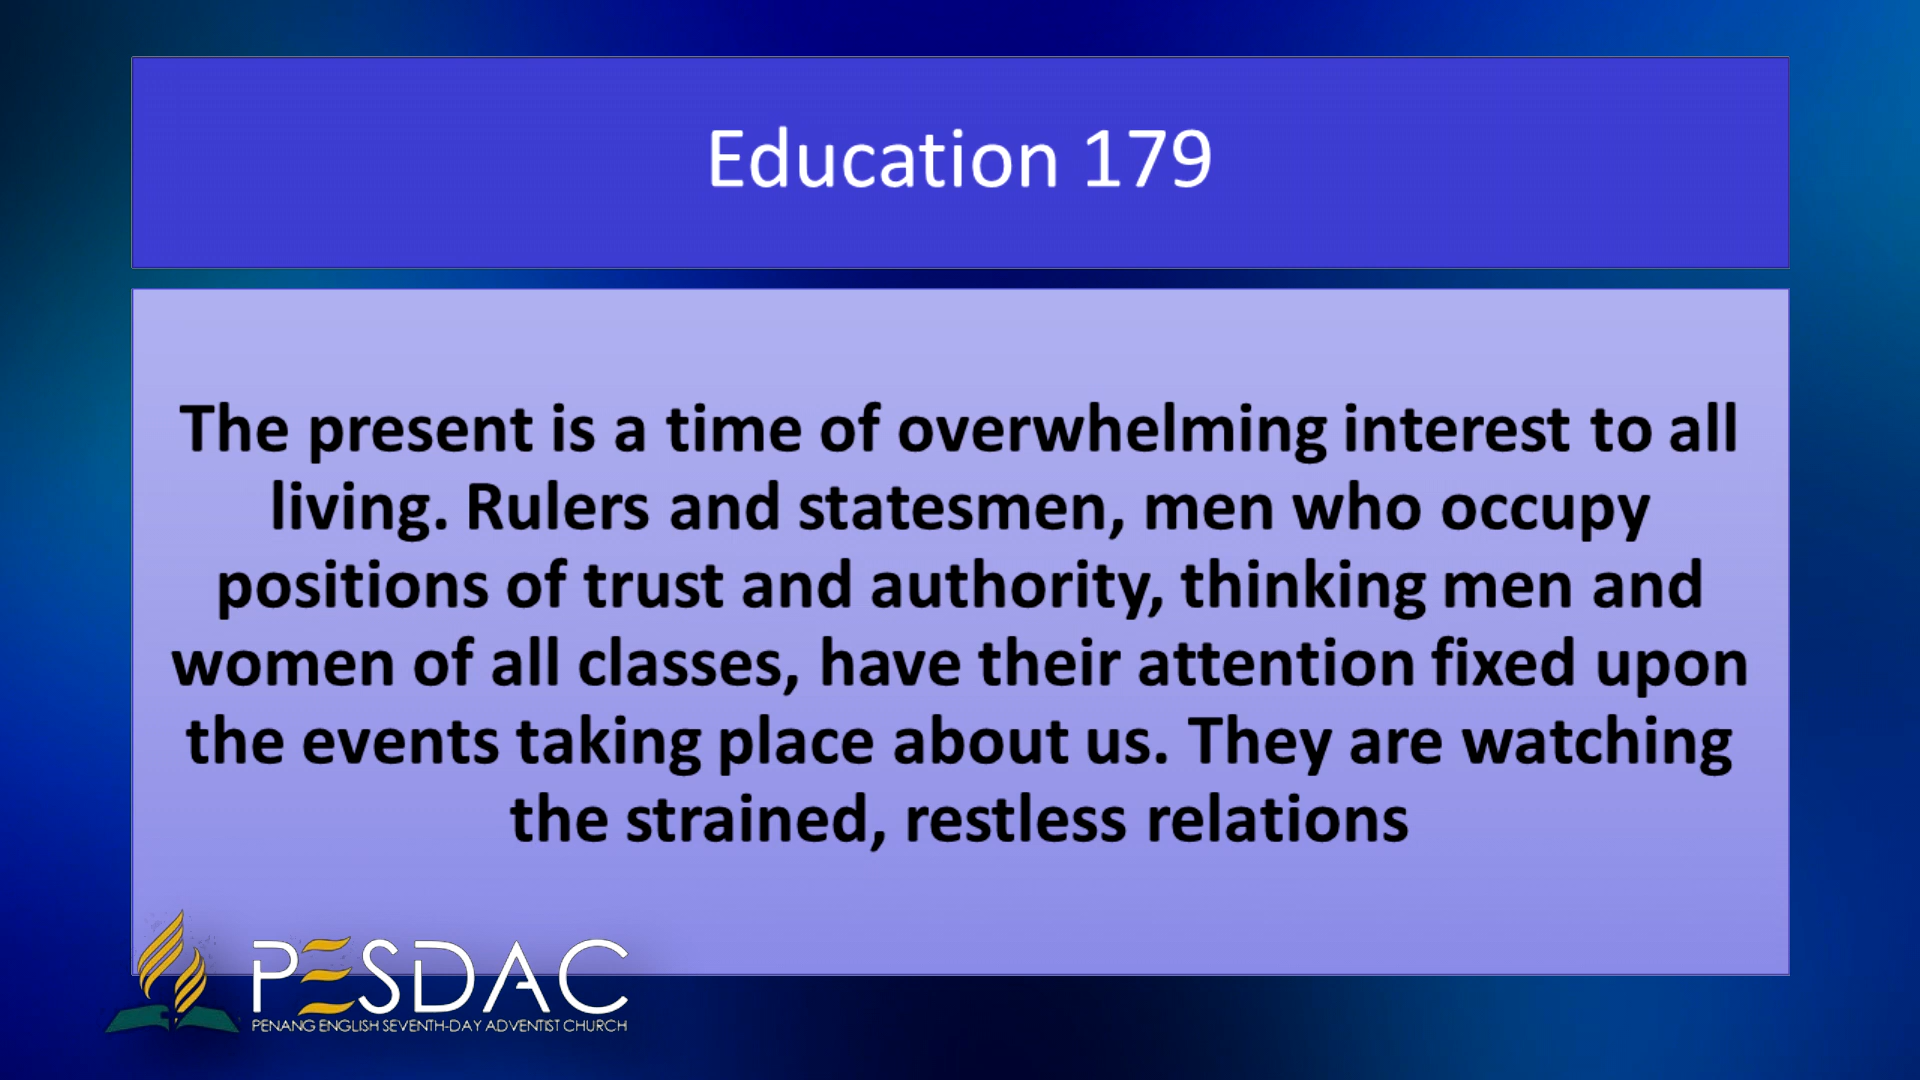 Education 179
The present is a time of overwhelming interest to all
living. Rulers and statesmen, men who occupy
positions of trust and authority, thinking men and
women of all classes, have their attention fixed upon
the events taking place about us. They are watching
the strained, restless relations
PESDAC
PENANG ENGLISH SEVENTH-DAY ADVENTIST CHURCH